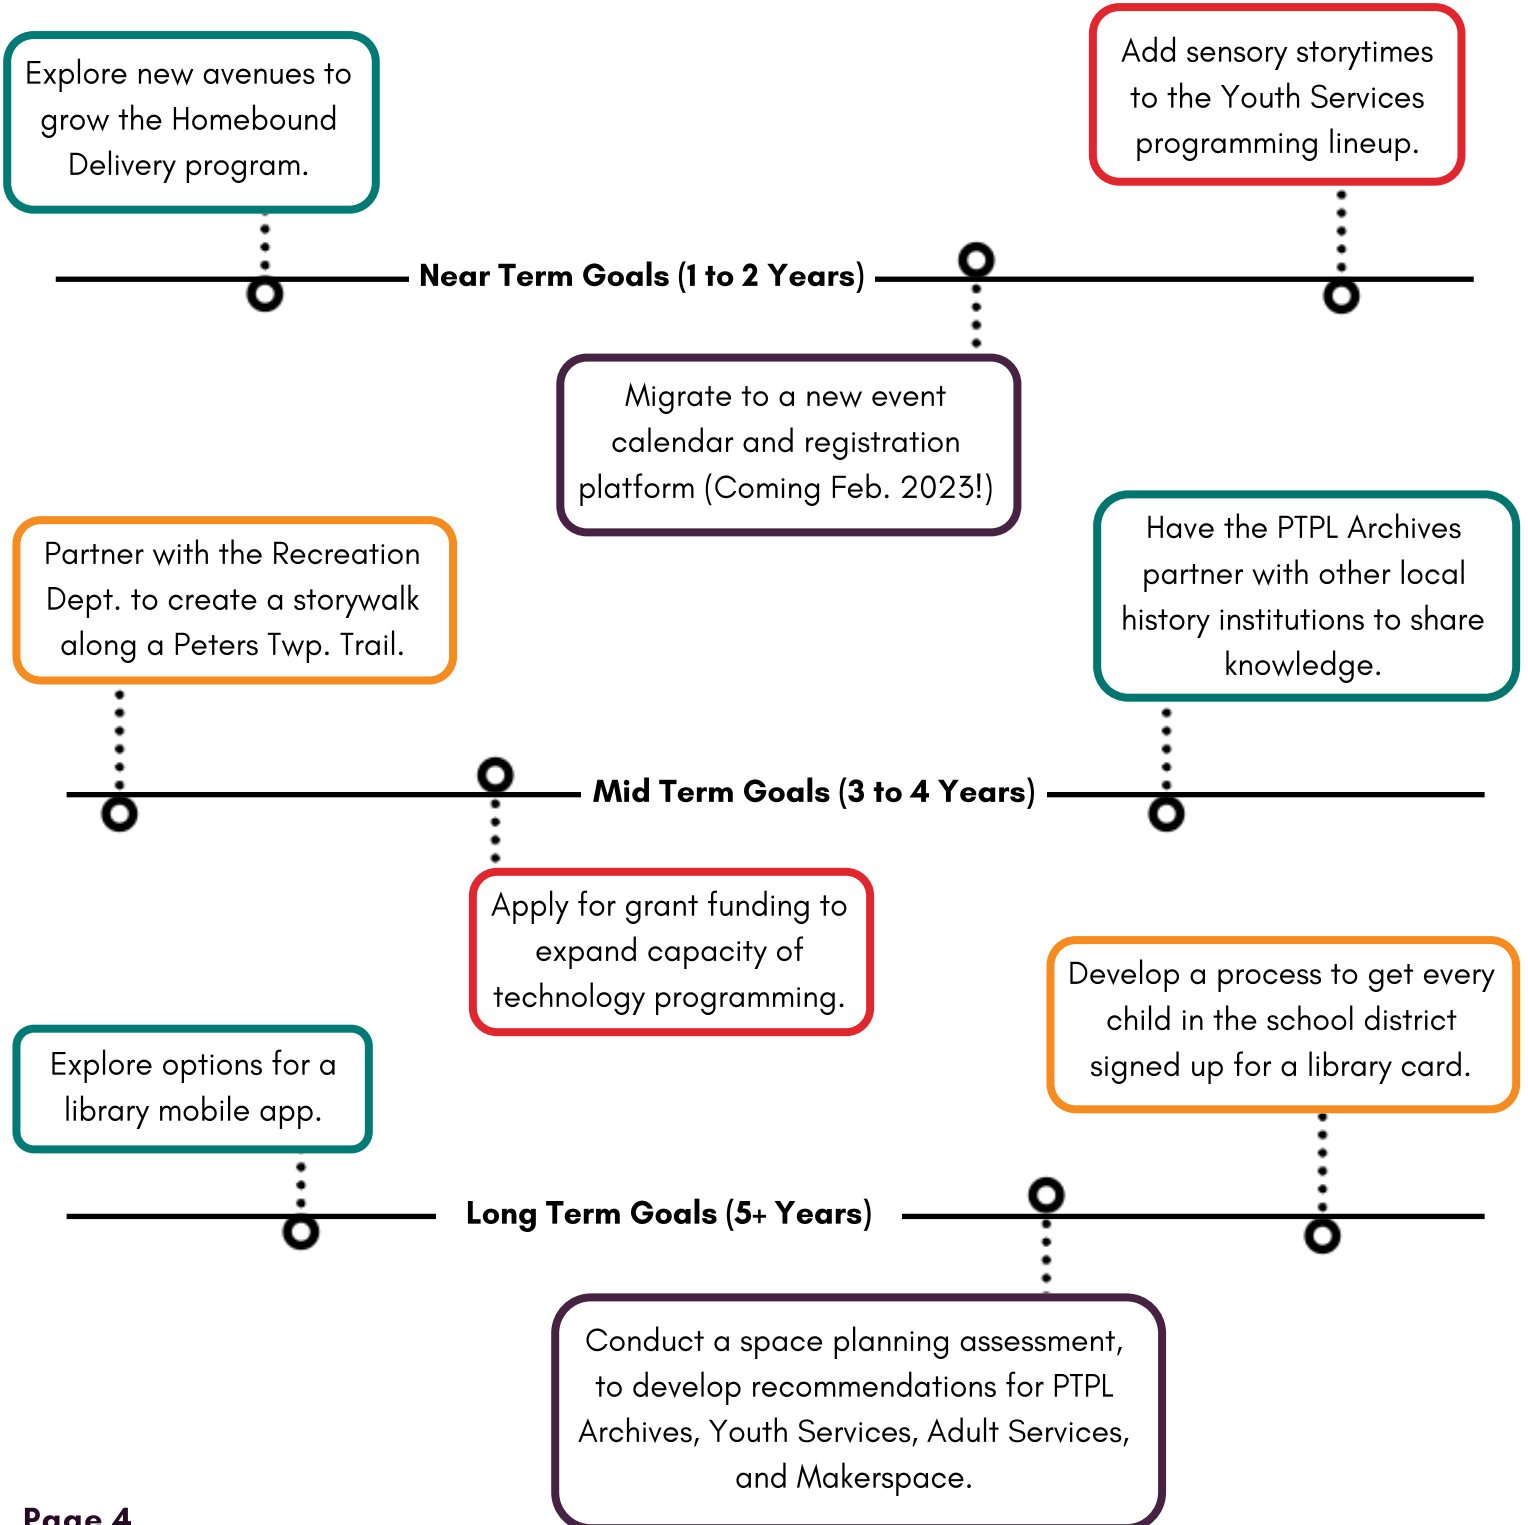 Explore new avenues to
grow the Homebound
Delivery program.
Add sensory storytimes
to the Youth Services
programming lineup.
Near Term Goals (1 to 2 Years)
Migrate to a new event
calendar and registration
platform (Coming Feb. 2023!)
Partner with the Recreation
Dept. to create a storywalk
along a Peters Twp. Trail.
Have the PTPL Archives
partner with other local
history institutions to share
knowledge.
Mid Term Goals (3 to 4 Years)
Apply for grant funding to
expand capacity of
technology programming.
Explore options for a
library mobile app.
Develop a process to get every
child in the school district
signed up for a library card.
Long Term Goals (5+ Years)
Conduct a space planning assessment,
to develop recommendations for PTPL
Archives, Youth Services, Adult Services,
and Makerspace.
Page 4